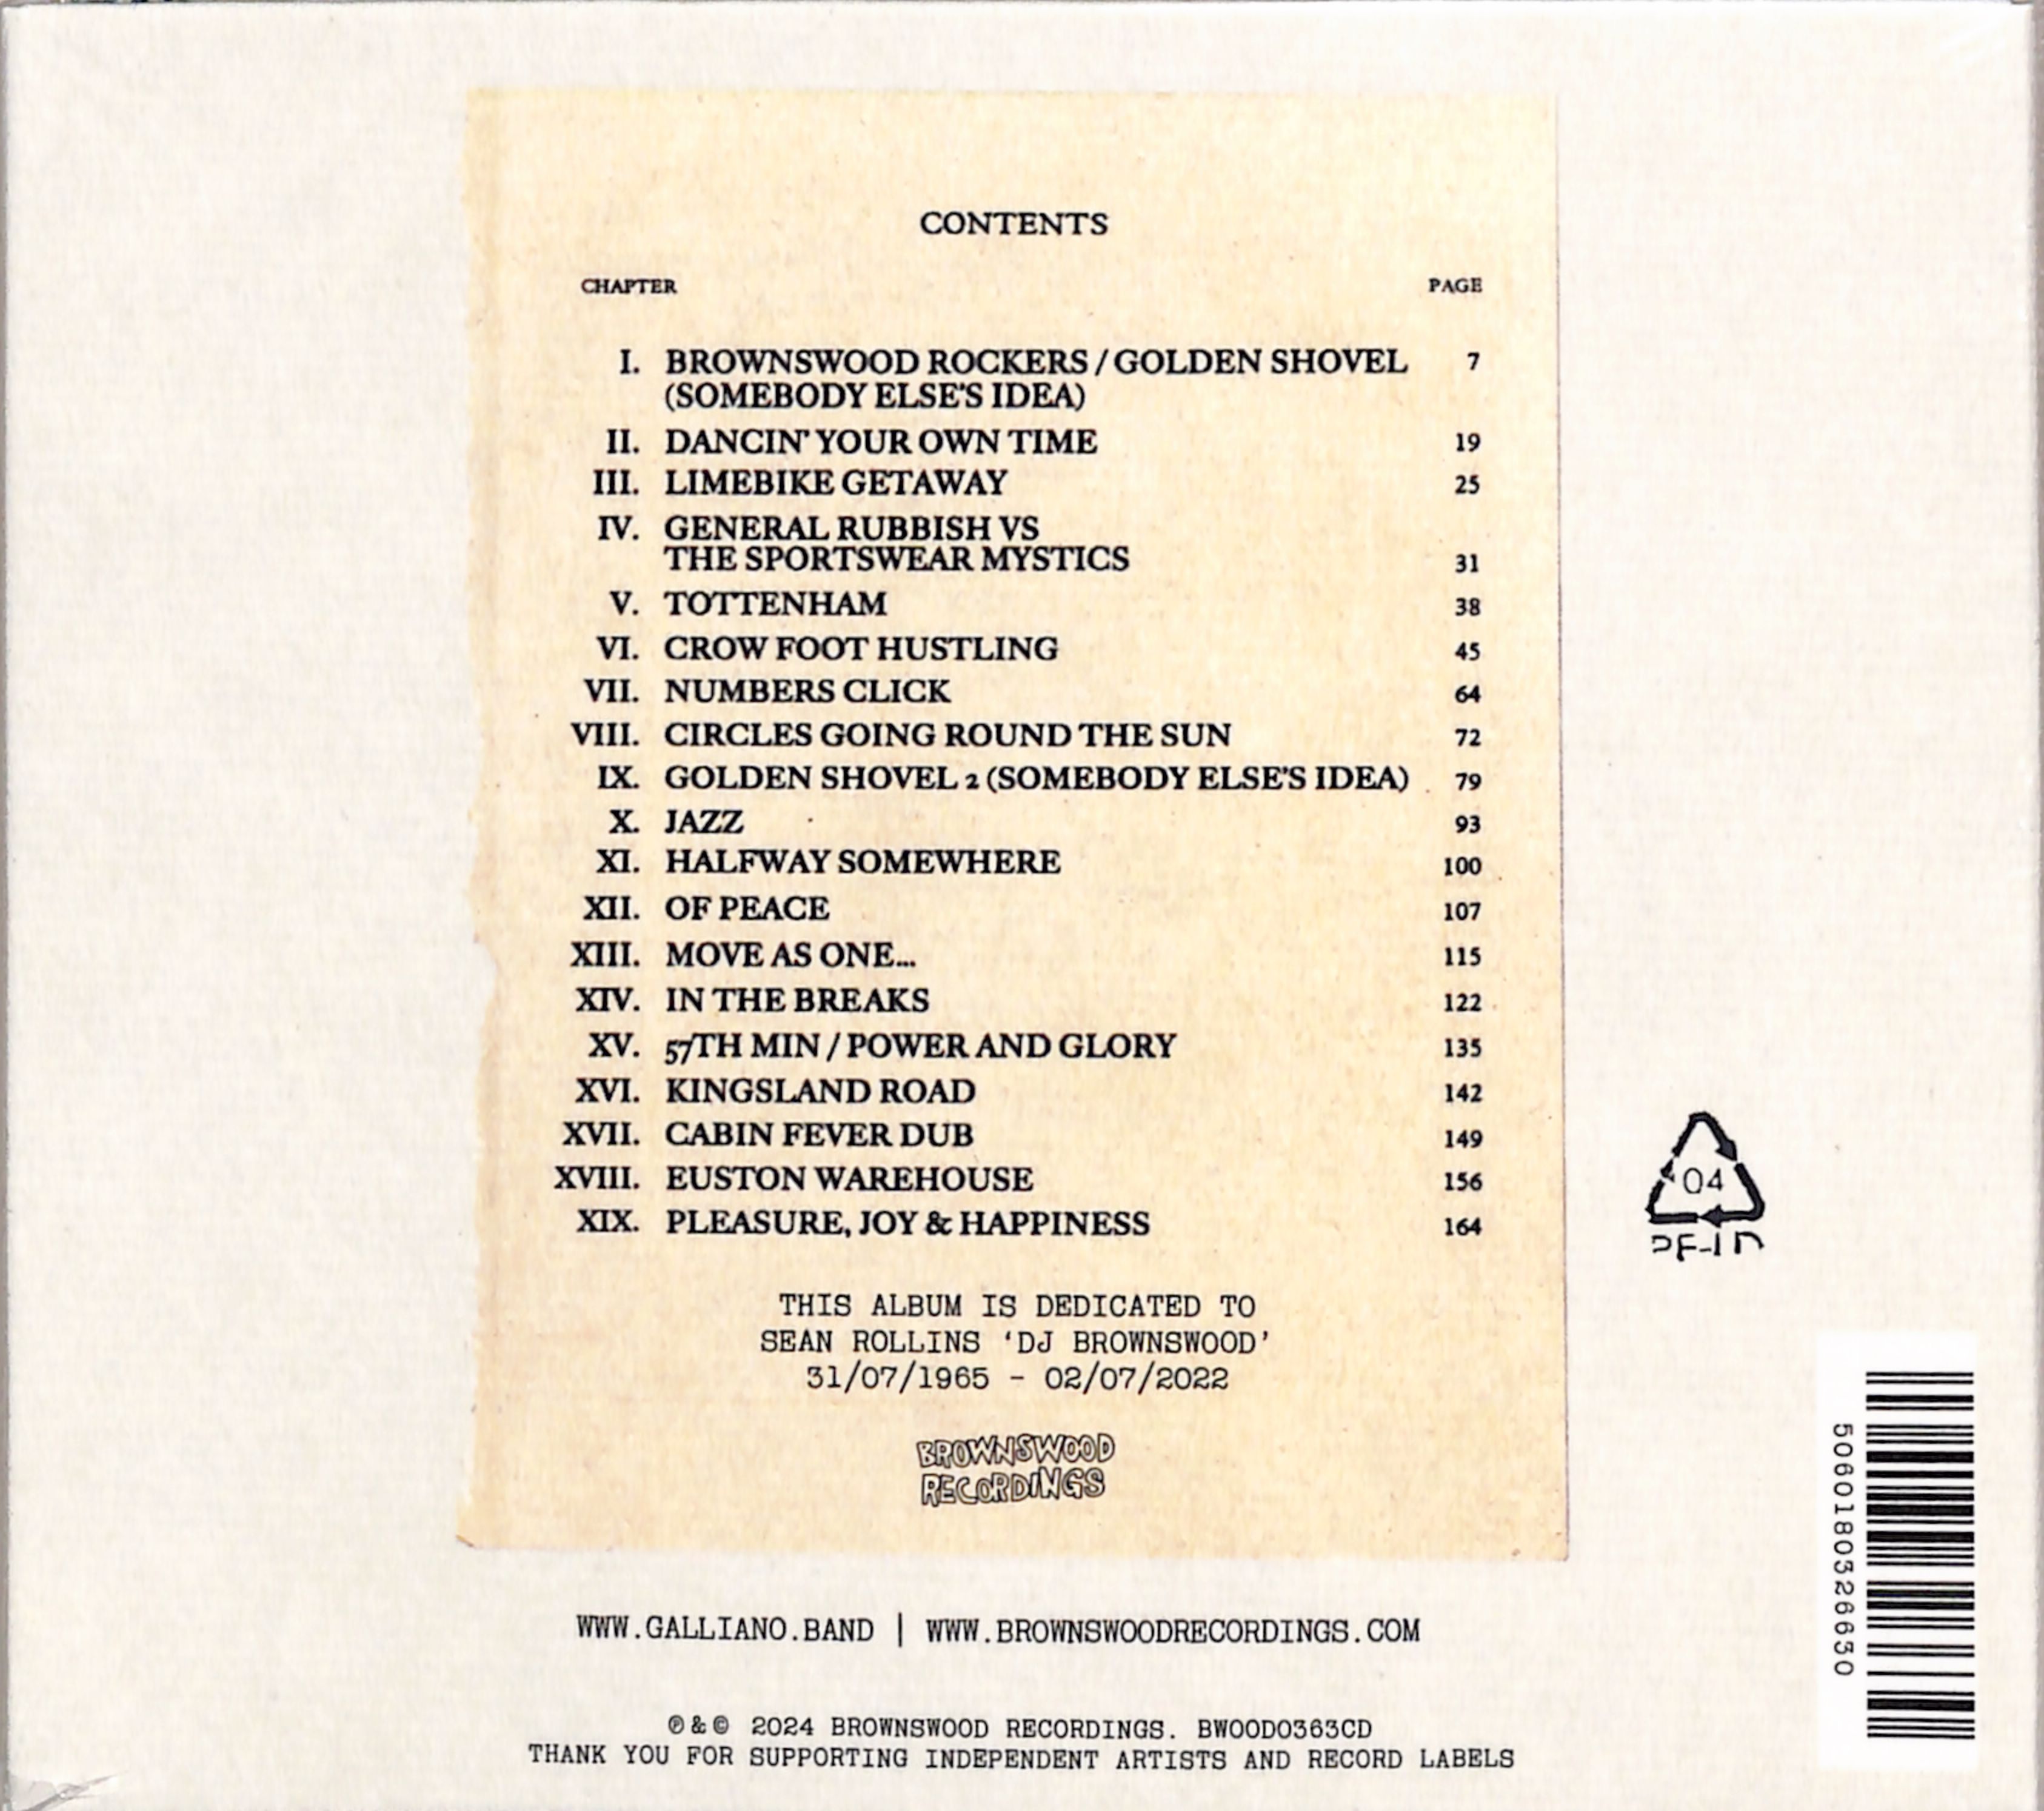 CONTENTS
CHAPTER PAGE
I. BROWNSWOOD ROCKERS / GOLDEN SHOVEL 7
(SOMEBODY ELSE'S IDEA)
II. DANCIN' YOUR OWN TIME 19
III. LIMEBIKE GETAWAY 25
IV. GENERAL RUBBISH VS
THE SPORTSWEAR MYSTICS 31
V. TOTTENHAM 38
VI. CROW FOOT HUSTLING 45
VII. NUMBERS CLICK 64
VIII. CIRCLES GOING ROUND THE SUN 72
IX. GOLDEN SHOVEL 2 (SOMEBODY ELSE'S IDEA) 79
X. JAZZ 93
XI. HALFWAY SOMEWHERE 100
XII. OF PEACE 107
XIII. MOVE AS ONE... 115
XIV. IN THE BREAKS 122
XV. 57TH MIN / POWER AND GLORY 135
XVI. KINGSLAND ROAD 142
XVII. CABIN FEVER DUB 149
XVIII. EUSTON WAREHOUSE 156
XIX. PLEASURE, JOY & HAPPINESS 164
THIS ALBUM IS DEDICATED TO
SEAN ROLLINS 'DJ BROWNSWOOD'
31/07/1965 - 02/07/2022
BROWNSWOOD
RECORDINGS
04
5060180326630
WWW.GALLIANO.BAND | WWW.BROWNSWOODRECORDINGS.COM
℗ & © 2024 BROWNSWOOD RECORDINGS. BWOOD0363CD
THANK YOU FOR SUPPORTING INDEPENDENT ARTISTS AND RECORD LABELS